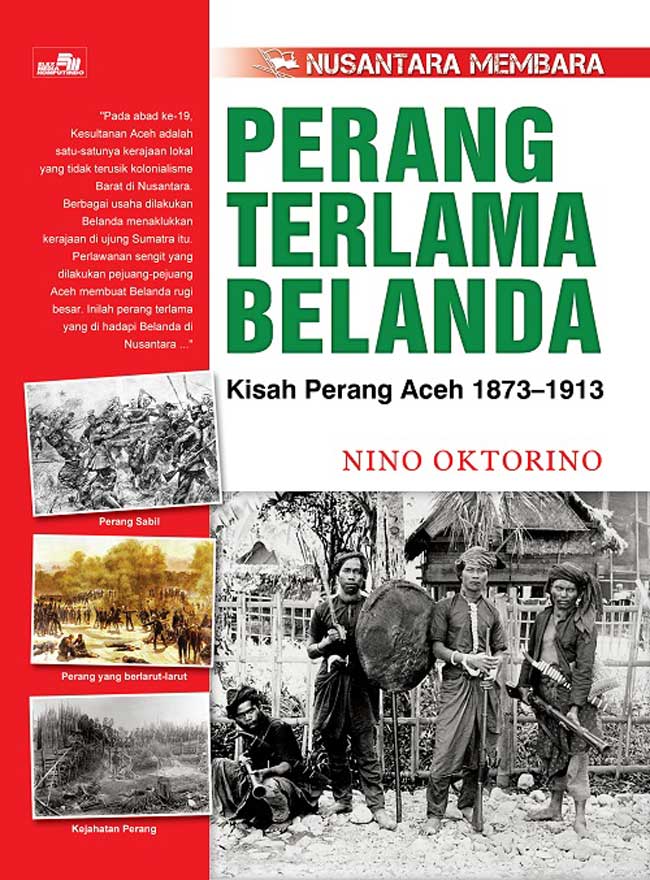 ELEX
MEDIA
KOMPUTINDO
NUSANTARA MEMBARA
"Pada abad ke-19,
Kesultanan Aceh adalah
satu-satunya kerajaan lokal
yang tidak terusik kolonialisme
Barat di Nusantara.
Berbagai usaha dilakukan
Belanda menaklukkan
kerajaan di ujung Sumatra itu.
Perlawanan sengit yang
dilakukan pejuang-pejuang
Aceh membuat Belanda rugi
besar. Inilah perang terlama
yang di hadapi Belanda di
Nusantara ..."
PERANG
TERLAMA
BELANDA
Kisah Perang Aceh 1873–1913
NINO OKTORINO
Perang Sabil
Perang yang berlarut-larut
Kejahatan Perang